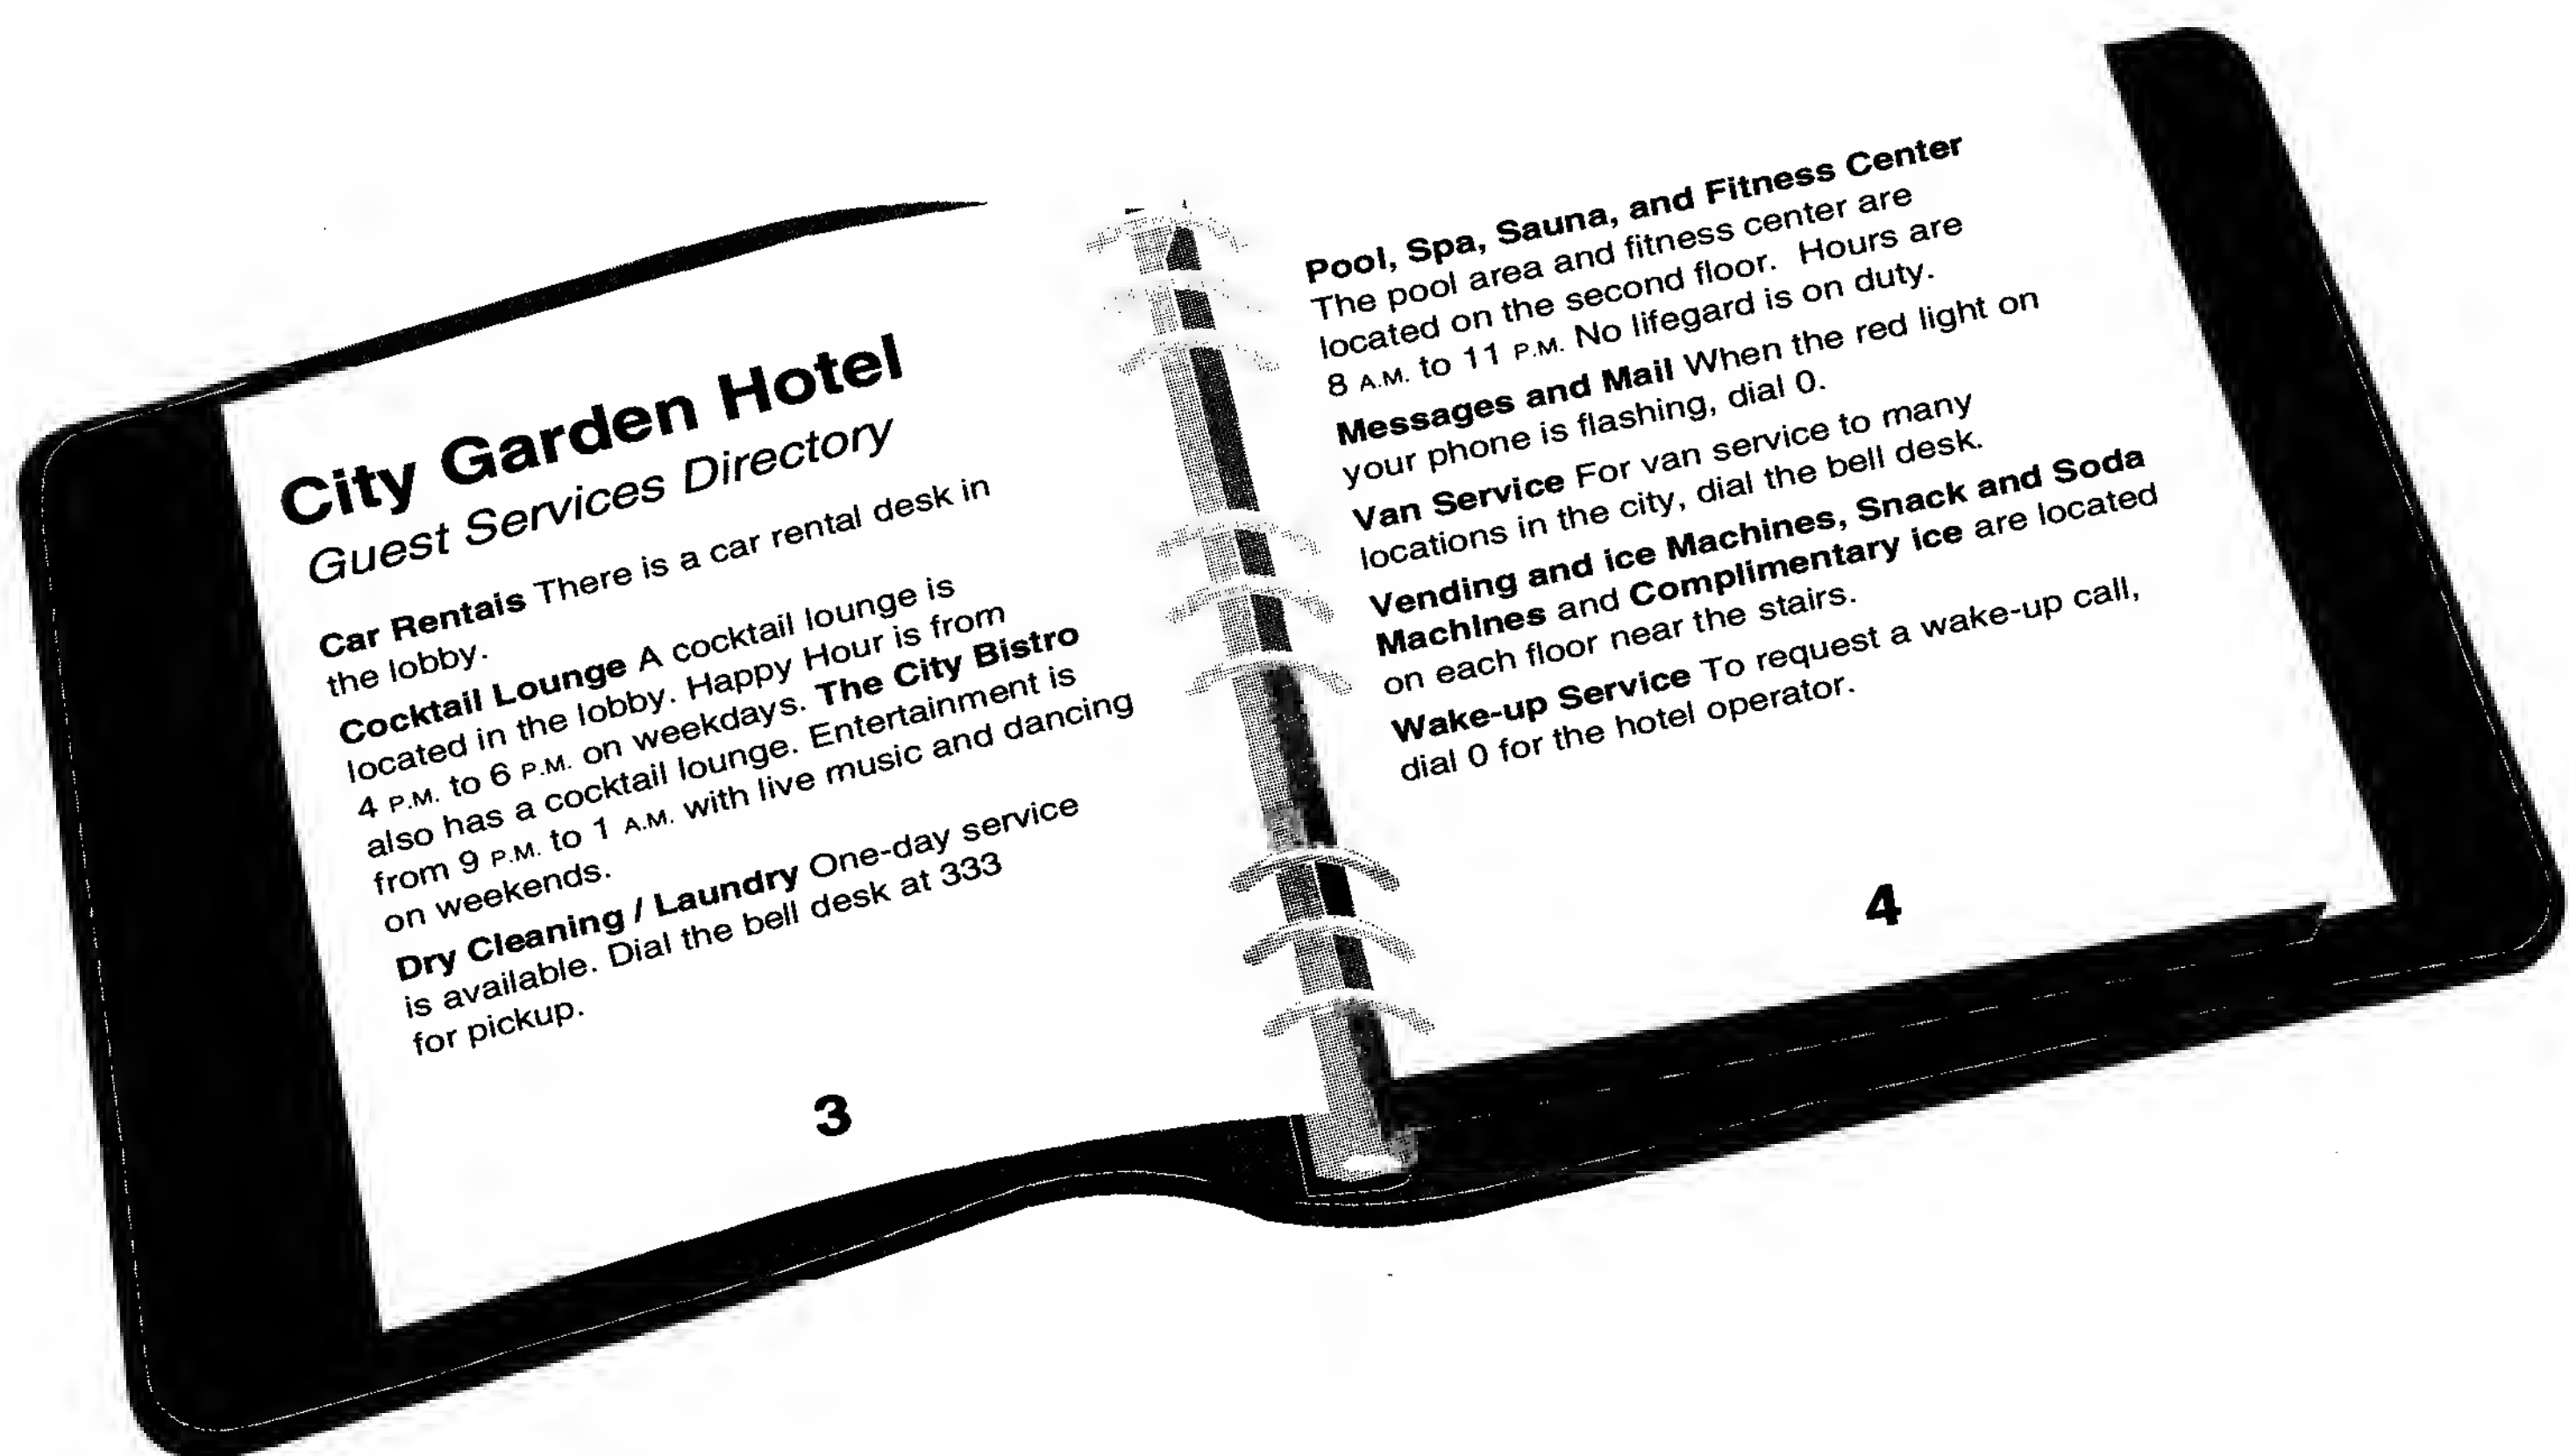 City Garden Hotel
Guest Services Directory
Car Rentais There is a car rental desk in
the lobby.
Cocktail Lounge A cocktail lounge is
located in the lobby. Happy Hour is from
4 P.M. to 6 P.M. on weekdays. The City Bistro
also has a cocktail lounge. Entertainment is
from 9 P.M. to 1 A.M. with live music and dancing
on weekends.
Dry Cleaning / Laundry One-day service
is available. Dial the bell desk at 333
for pickup.
3
Pool, Spa, Sauna, and Fitness Center
The pool area and fitness center are
located on the second floor. Hours are
8 A.M. to 11 P.M. No lifegard is on duty.
Messages and Mail When the red light on
your phone is flashing, dial 0.
Van Service For van service to many
locations in the city, dial the bell desk.
Vending and ice Machines, Snack and Soda
Machines and Complimentary ice are located
on each floor near the stairs.
Wake-up Service To request a wake-up call,
dial 0 for the hotel operator.
4